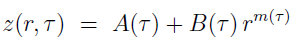 z(r, τ) = A(τ) + B(τ) r^{m(τ)}